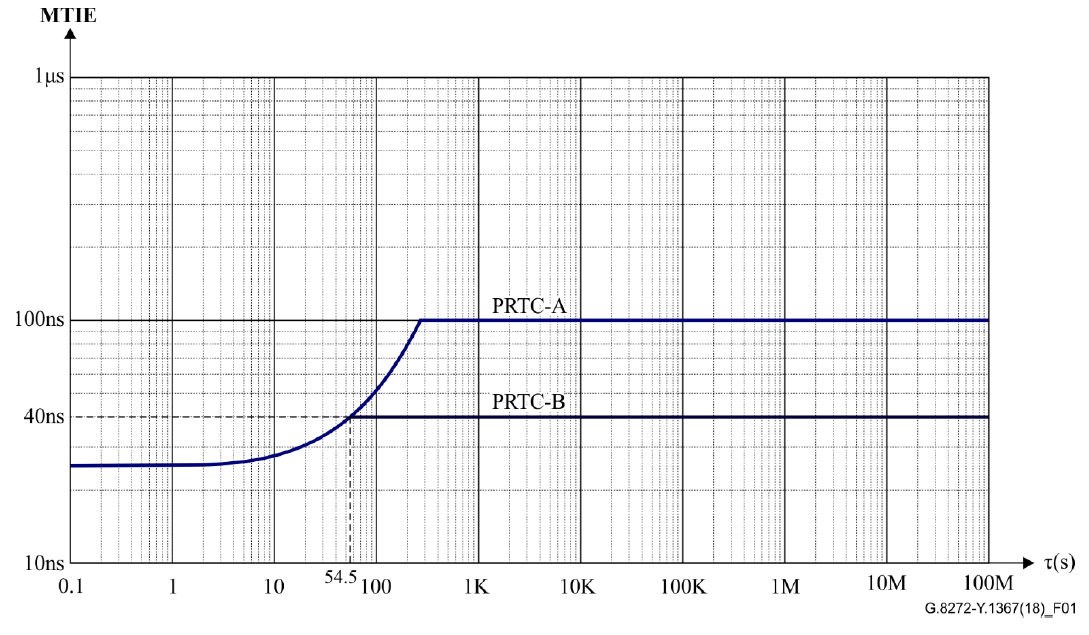 MTIE
1μs
PRTC-A
100ns
PRTC-B
40ns
10ns
τ(s)
0.1 1 10 54.5 100 1K 10K 100K 1M 10M 100M
G.8272-Y.1367(18)_F01